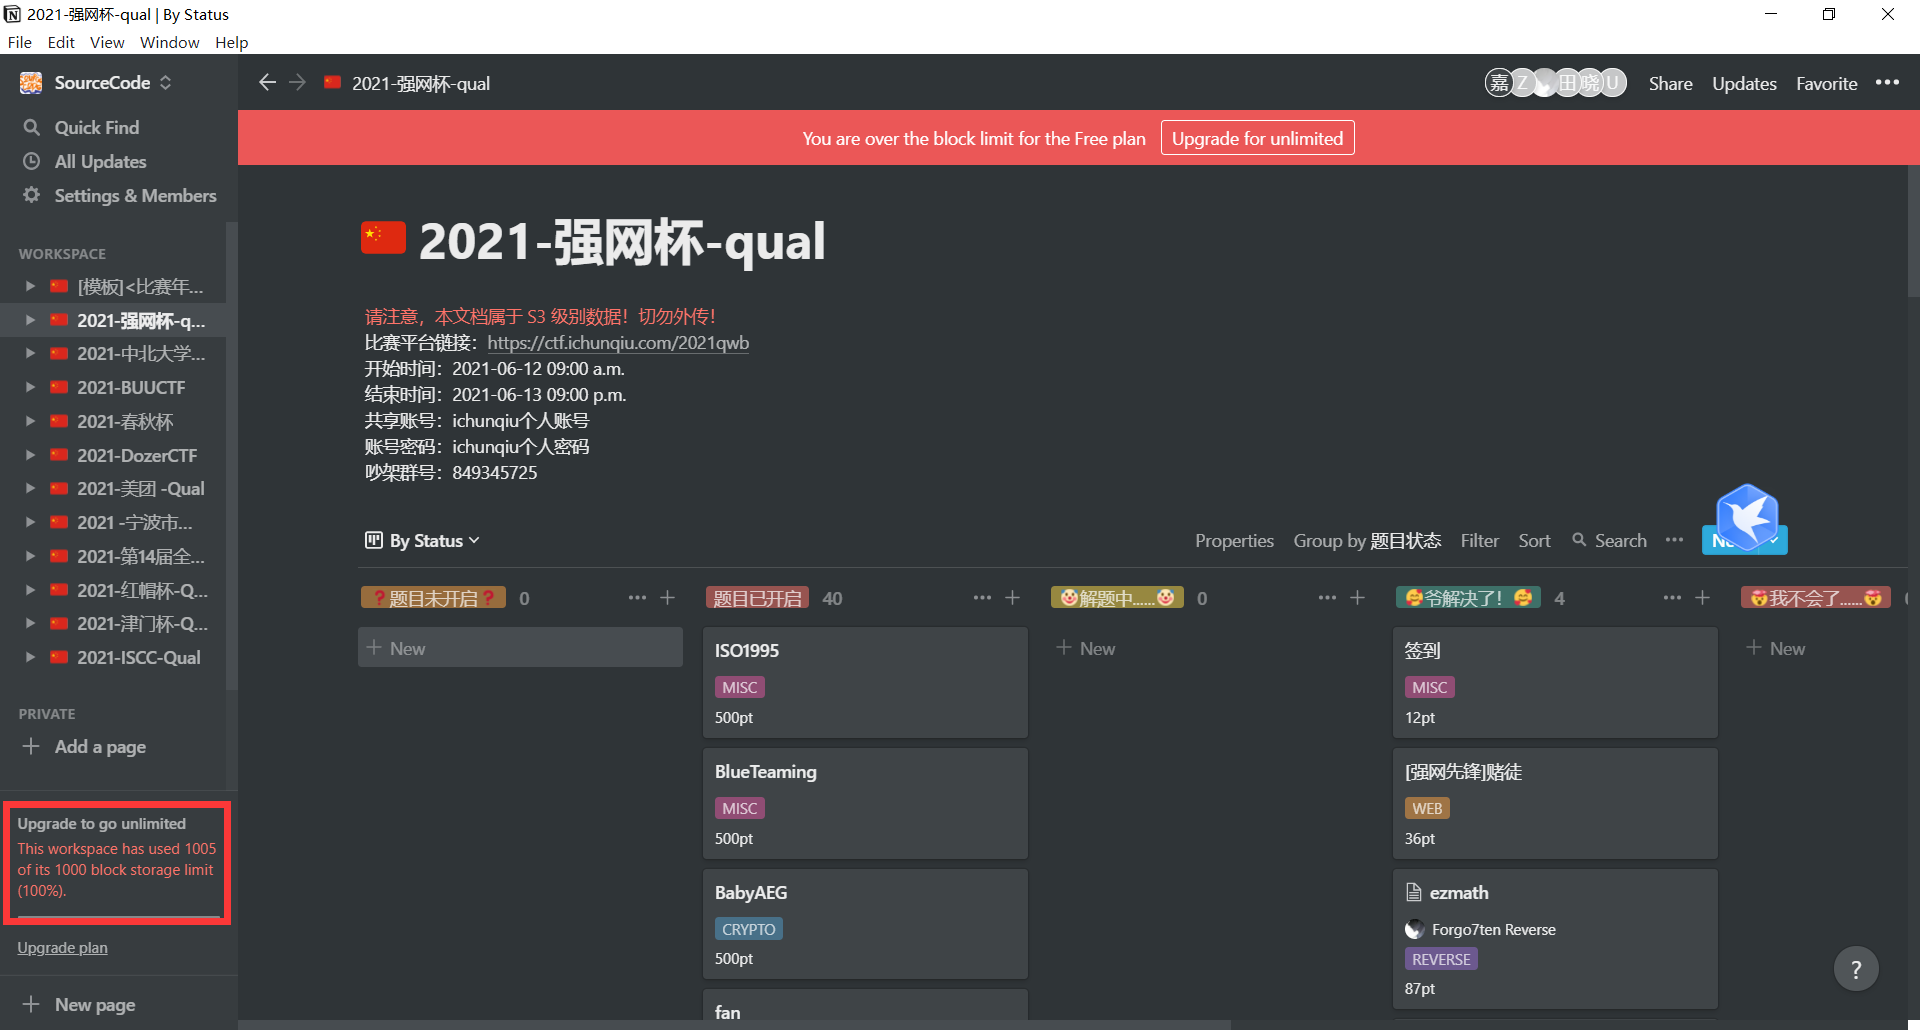 2021-强网杯-qual | By Status
File Edit View Window Help
SourceCode
Quick Find
All Updates
Settings & Members
WORKSPACE
[模板]<比赛年...
2021-强网杯-q...
2021-中北大学...
2021-BUUCTF
2021-春秋杯
2021-DozerCTF
2021-美团 -Qual
2021 -宁波市...
2021-第14届全...
2021-红帽杯-Q...
2021-津门杯-Q...
2021-ISCC-Qual
PRIVATE
Add a page
Upgrade to go unlimited
This workspace has used 1005
of its 1000 block storage limit
(100%).
Upgrade plan
New page
2021-强网杯-qual
嘉 Z 田 晓 U
Share Updates Favorite •••
You are over the block limit for the Free plan Upgrade for unlimited
2021-强网杯-qual
请注意，本文档属于 S3 级别数据！切勿外传！
比赛平台链接：https://ctf.ichunqiu.com/2021qwb
开始时间：2021-06-12 09:00 a.m.
结束时间：2021-06-13 09:00 p.m.
共享账号：ichunqiu个人账号
账号密码：ichunqiu个人密码
吵架群号：849345725
By Status
Properties Group by 题目状态 Filter Sort Search •••
❓题目未开启❓ 0 ••• +
+ New
题目已开启 40 ••• +
ISO1995
MISC
500pt
BlueTeaming
MISC
500pt
BabyAEG
CRYPTO
500pt
fan
🤡解题中......🤡 0 ••• +
+ New
🥰爷解决了！🥰 4 ••• +
签到
MISC
12pt
[强网先锋]赌徒
WEB
36pt
ezmath
Forgo7ten Reverse
REVERSE
87pt
🤯我不会了......🤯
+ New
?